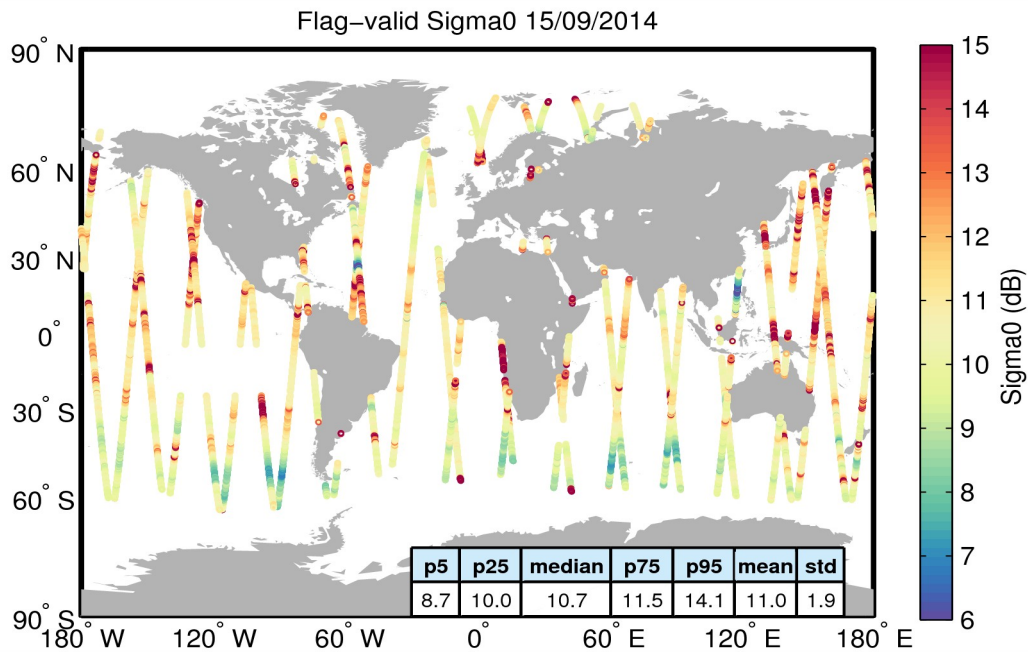 Flag−valid Sigma0 15/09/2014
90° N
60° N
30° N
0°
30° S
60° S
90° S
180° W
120° W
60° W
0°
60° E
120° E
180° E
p5 p25 median p75 p95 mean std
8.7 10.0 10.7 11.5 14.1 11.0 1.9
15
14
13
12
11
10
9
8
7
6
Sigma0 (dB)